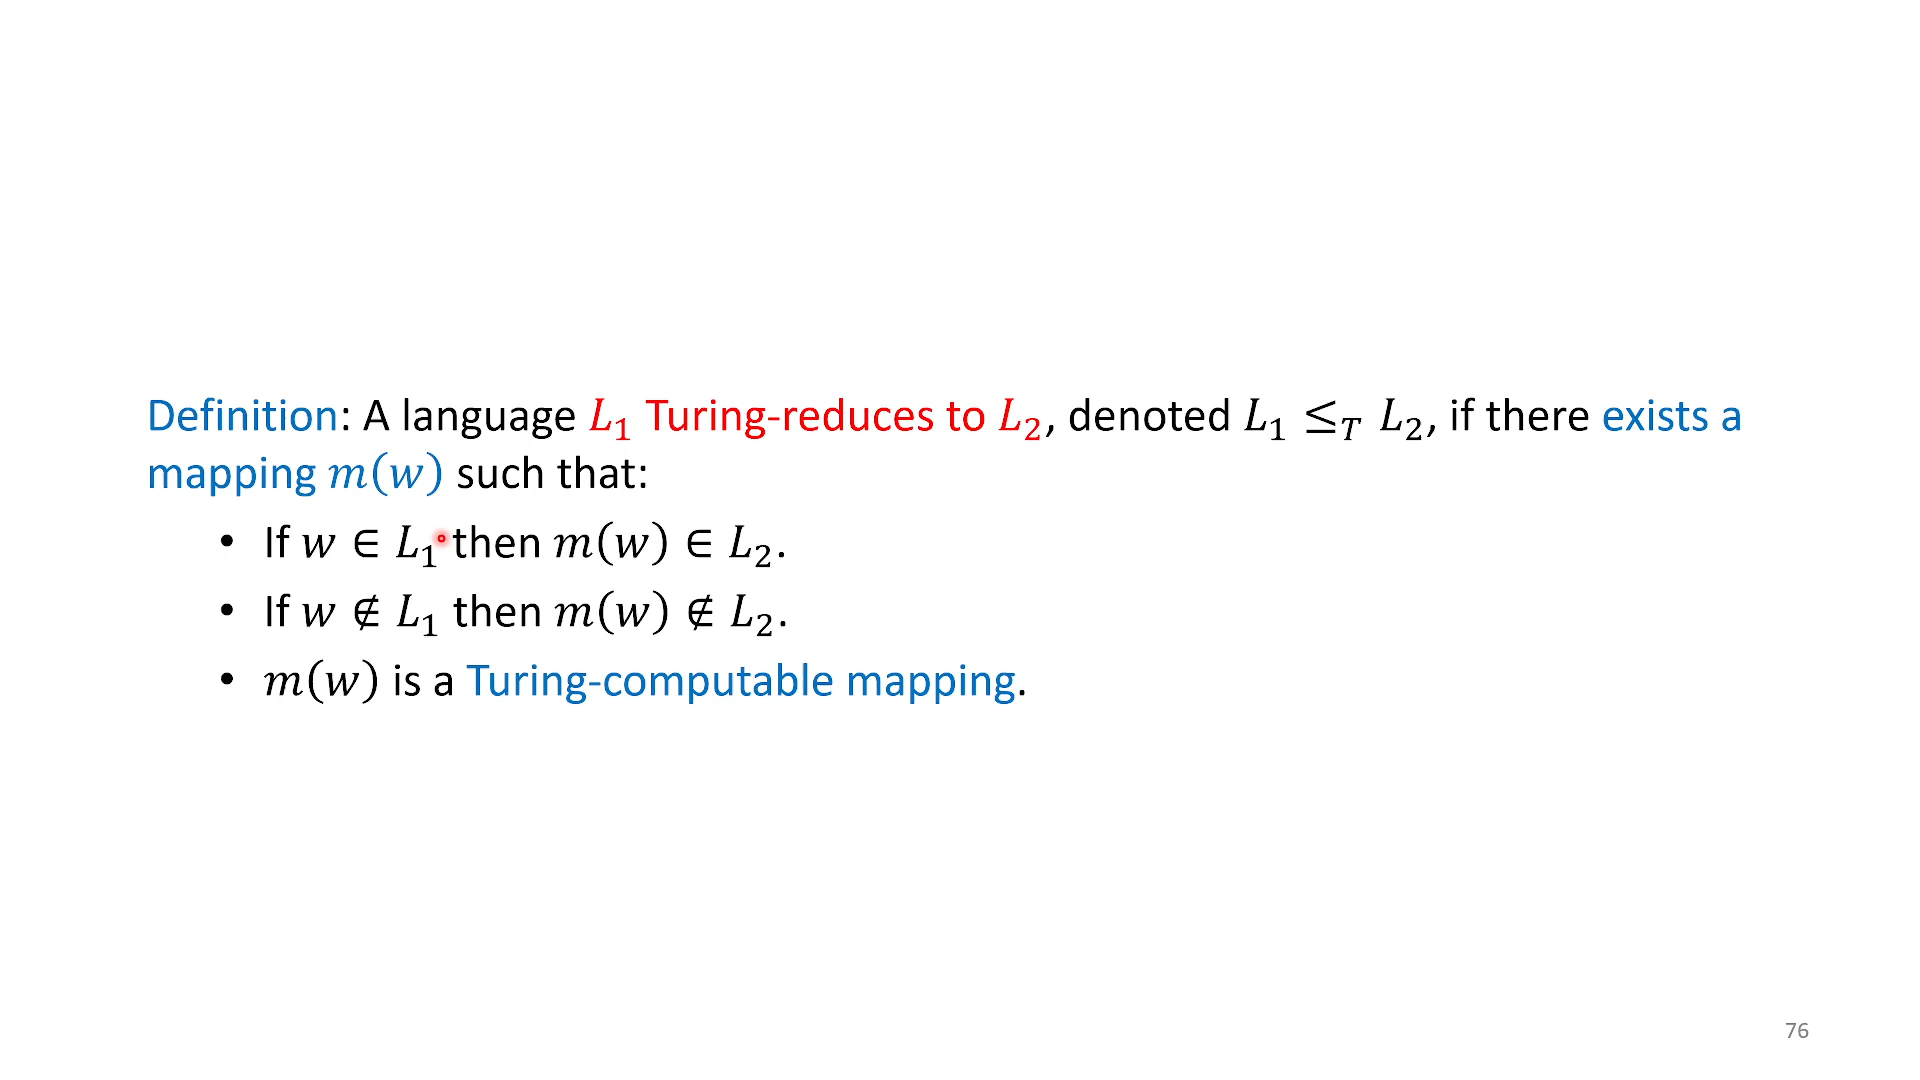 Definition: A language 𝐿₁ Turing-reduces to 𝐿₂, denoted 𝐿₁ ≤_T 𝐿₂, if there exists a
mapping 𝑚(𝑤) such that:
• If 𝑤 ∈ 𝐿₁ then 𝑚(𝑤) ∈ 𝐿₂.
• If 𝑤 ∉ 𝐿₁ then 𝑚(𝑤) ∉ 𝐿₂.
• 𝑚(𝑤) is a Turing-computable mapping.
76